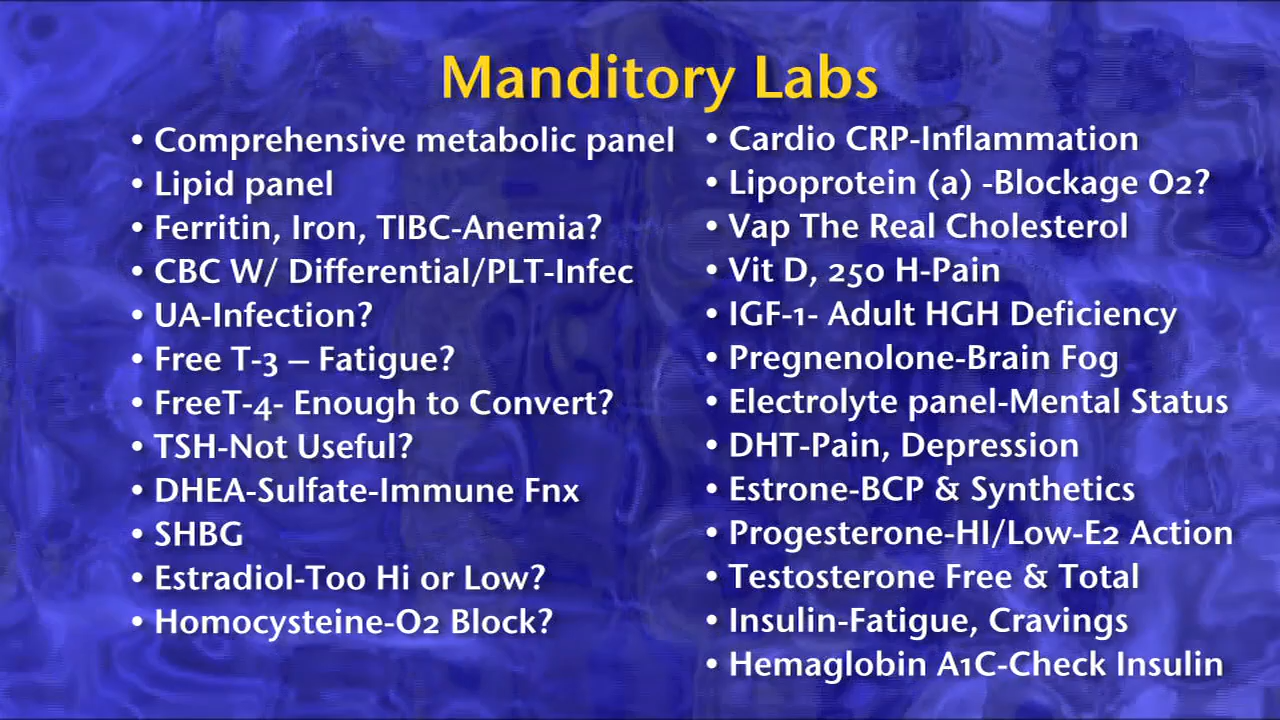 Manditory Labs
• Comprehensive metabolic panel
• Lipid panel
• Ferritin, Iron, TIBC-Anemia?
• CBC W/ Differential/PLT-Infec
• UA-Infection?
• Free T-3 – Fatigue?
• FreeT-4- Enough to Convert?
• TSH-Not Useful?
• DHEA-Sulfate-Immune Fnx
• SHBG
• Estradiol-Too Hi or Low?
• Homocysteine-O2 Block?
• Cardio CRP-Inflammation
• Lipoprotein (a) -Blockage O2?
• Vap The Real Cholesterol
• Vit D, 250 H-Pain
• IGF-1- Adult HGH Deficiency
• Pregnenolone-Brain Fog
• Electrolyte panel-Mental Status
• DHT-Pain, Depression
• Estrone-BCP & Synthetics
• Progesterone-HI/Low-E2 Action
• Testosterone Free & Total
• Insulin-Fatigue, Cravings
• Hemaglobin A1C-Check Insulin